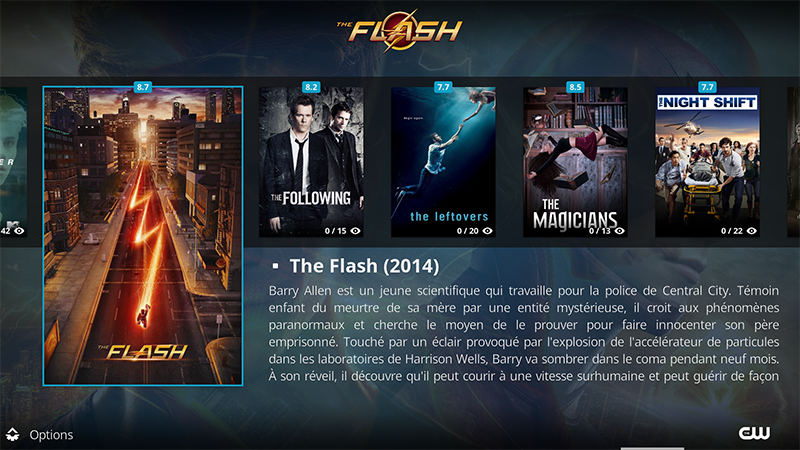 THE FLASH
8.7
8.2
7.7
8.5
7.7
42
THE FLASH
THE FOLLOWING
0 / 15
begin again.
the leftovers
0 / 20
THE MAGICIANS
0 / 13
THE NIGHT SHIFT
0 / 22
The Flash (2014)
Barry Allen est un jeune scientifique qui travaille pour la police de Central City. Témoin
enfant du meurtre de sa mère par une entité mystérieuse, il croit aux phénomènes
paranormaux et cherche le moyen de le prouver pour faire innocenter son père
emprisonné. Touché par un éclair provoqué par l'explosion de l'accélérateur de particules
dans les laboratoires de Harrison Wells, Barry va sombrer dans le coma pendant neuf mois.
À son réveil, il découvre qu'il peut courir à une vitesse surhumaine et peut guérir de façon
Options
CW